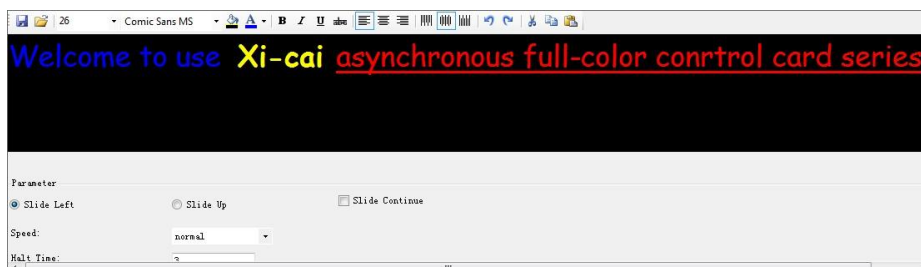 26 Comic Sans MS A B I U abc
Welcome to use Xi-cai asynchronous full-color conrtrol card series
Parameter
Slide Left Slide Up Slide Continue
Speed: normal
Halt Time: 3